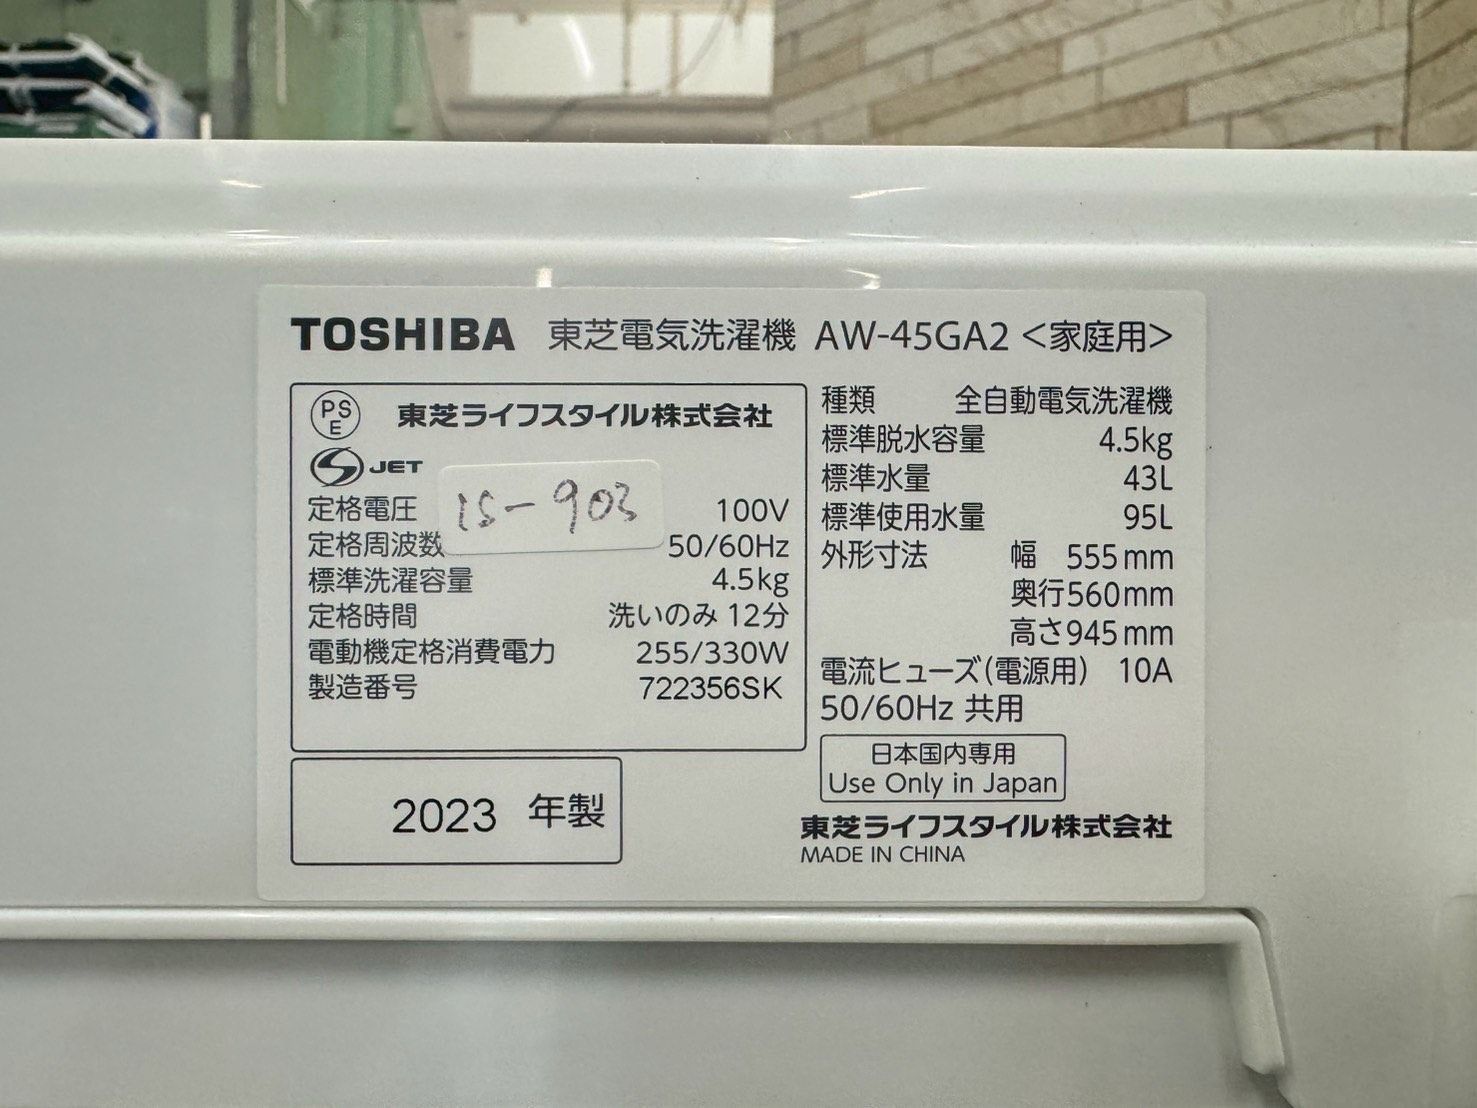 TOSHIBA 東芝電気洗濯機 AW-45GA2 <家庭用>
PSE 東芝ライフスタイル株式会社
S JET
15-903
定格電圧 100V
定格周波数 50/60Hz
標準洗濯容量 4.5kg
定格時間 洗いのみ 12分
電動機定格消費電力 255/330W
製造番号 722356SK
2023 年製
種類 全自動電気洗濯機
標準脱水容量 4.5kg
標準水量 43L
標準使用水量 95L
外形寸法 幅 555mm
奥行560mm
高さ945mm
電流ヒューズ(電源用) 10A
50/60Hz 共用
日本国内専用
Use Only in Japan
東芝ライフスタイル株式会社
MADE IN CHINA